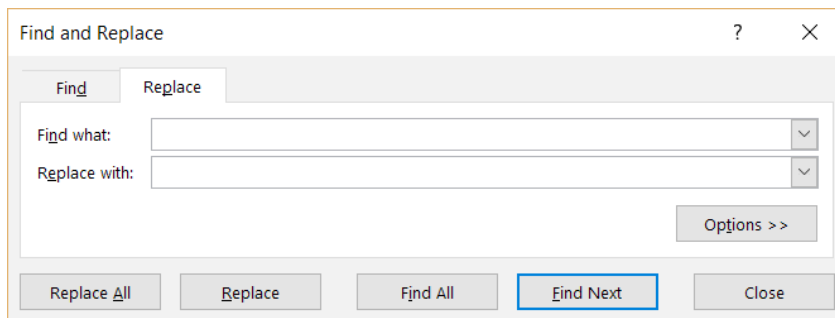 Find and Replace ?
Find Replace
Find what:
Replace with:
Options >>
Replace All Replace Find All Find Next Close